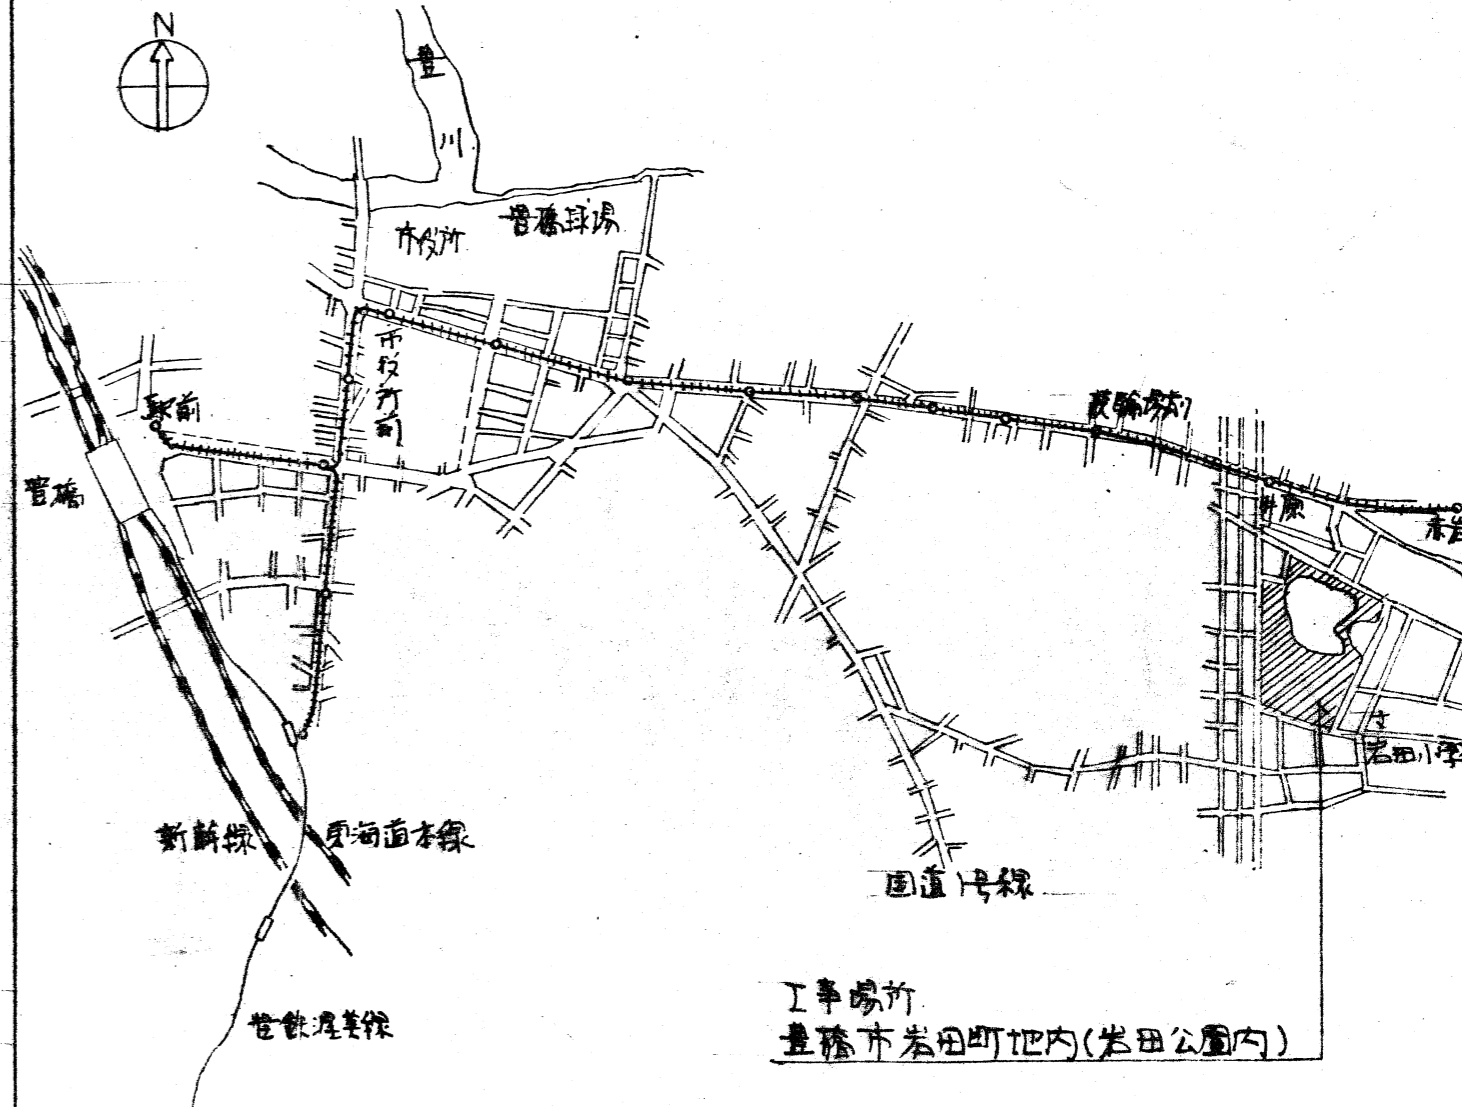 N
豊
川
市役所
豊橋球場
市役所前
駅前
豊橋
競輪場前
井原
赤岩
岩田小学
新幹線
東海道本線
国道1号線
豊鉄渥美線
工事場所
豊橋市岩田町地内(岩田公園内)